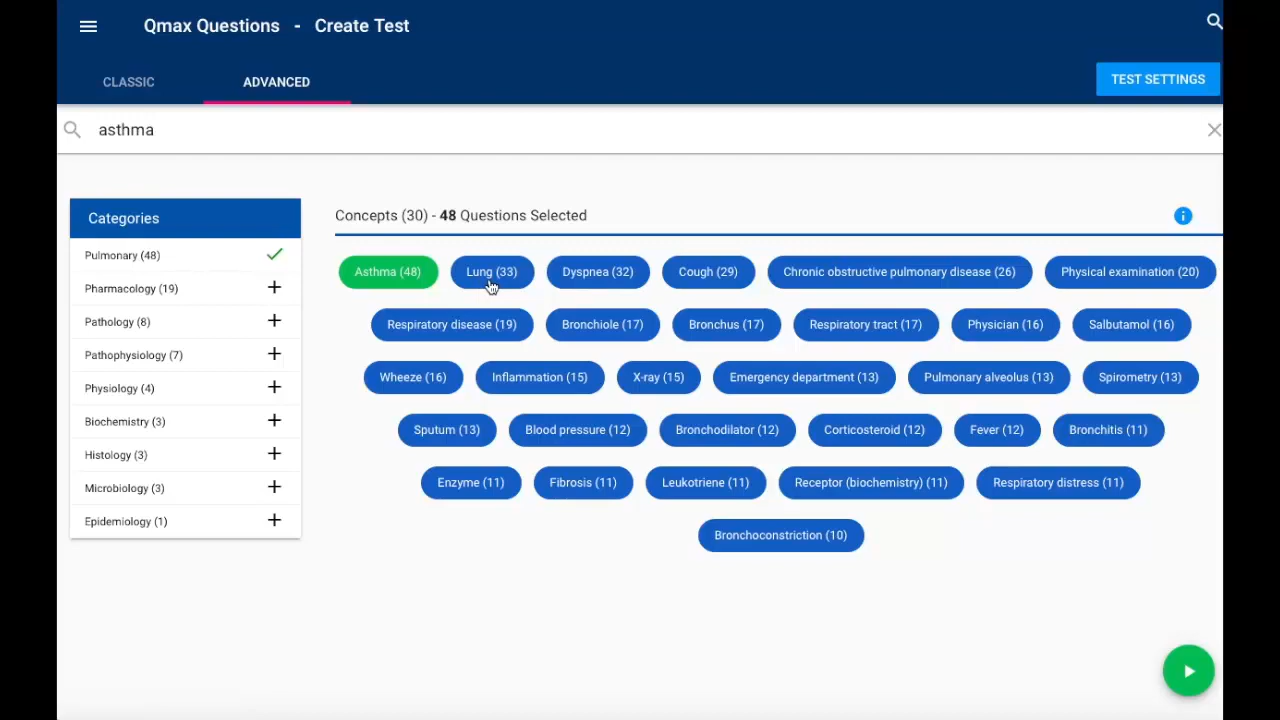 Qmax Questions - Create Test
CLASSIC
ADVANCED
TEST SETTINGS
asthma
Categories
Pulmonary (48)
Pharmacology (19)
Pathology (8)
Pathophysiology (7)
Physiology (4)
Biochemistry (3)
Histology (3)
Microbiology (3)
Epidemiology (1)
Concepts (30) - 48 Questions Selected
Asthma (48) Lung (33) Dyspnea (32) Cough (29) Chronic obstructive pulmonary disease (26) Physical examination (20)
Respiratory disease (19) Bronchiole (17) Bronchus (17) Respiratory tract (17) Physician (16) Salbutamol (16)
Wheeze (16) Inflammation (15) X-ray (15) Emergency department (13) Pulmonary alveolus (13) Spirometry (13)
Sputum (13) Blood pressure (12) Bronchodilator (12) Corticosteroid (12) Fever (12) Bronchitis (11)
Enzyme (11) Fibrosis (11) Leukotriene (11) Receptor (biochemistry) (11) Respiratory distress (11)
Bronchoconstriction (10)